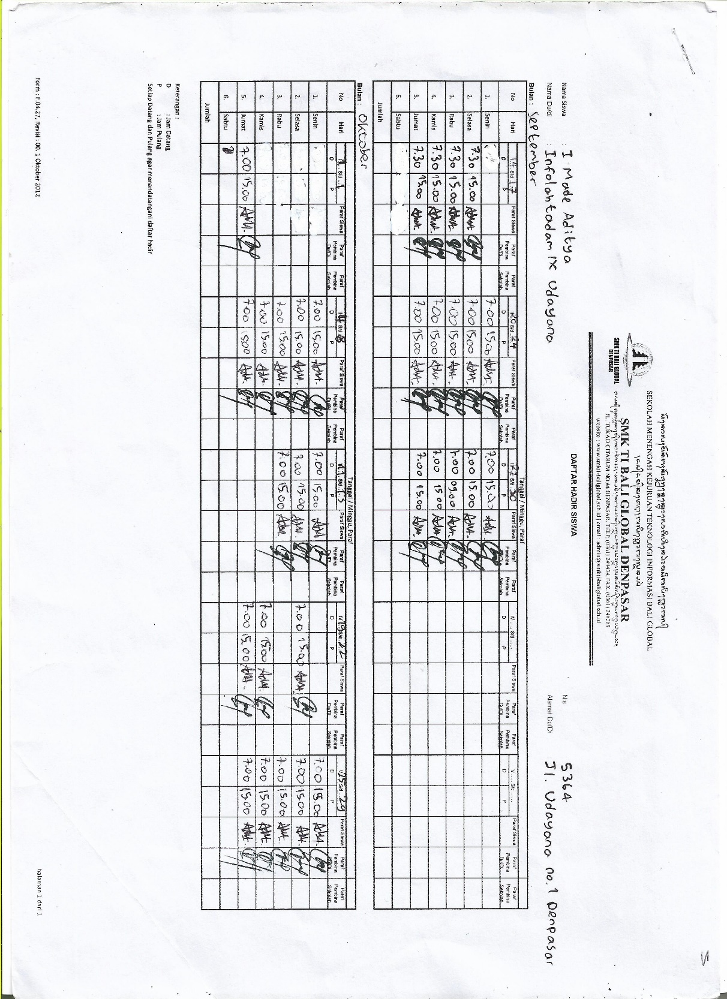 SEKOLAH MENENGAH KEJURUAN TEKNOLOGI INFORMASI BALI GLOBAL
SMK TI BALI GLOBAL DENPASAR
JL. TUKAD CITARUM NO.44 DENPASAR. TELP. (0361) 249434, FAX. (0361) 248269
website : www.smkti-baliglobal.sch.id | email : admin@smkti-baliglobal.sch.id
SMK TI BALI GLOBAL
DENPASAR
DAFTAR HADIR SISWA
Nama Siswa : I Made Aditya N s 5364
Nama Du/di : Infolahtadam IX Udayana Alamat Du/Di : Jl. Udayana no.1 Denpasar
Bulan : September
Tanggal / Minggu, Paraf
No Hari I 14 S/d 17 Paraf Siswa Paraf Pembina Du/Di Paraf Pembina Sekolah II 20 S/d 24 Paraf Siswa Paraf Pembina Du/Di Paraf Pembina Sekolah III 27 S/d 30 Paraf Siswa Paraf Pembina Du/Di Paraf Pembina Sekolah IV ..... S/d ...... Paraf Siswa Paraf Pembina Du/Di Paraf Pembina Sekolah V ...... S/d ...... Paraf Siswa Paraf Pembina Du/Di Paraf Pembina Sekolah
D P D P D P D P D P
1. Senin 7.00 15.00 7.00 15.00
2. Selasa 7.30 15.00 7.00 15.00 7.00 15.00
3. Rabu 7.30 15.00 7.00 15.00 7.00 09.00
4. Kamis 7.30 15.00 7.00 15.00 7.00 15.00
5. Jumat 7.30 15.00 7.00 15.00 7.00 15.00
6. Sabtu
Jumlah
Bulan : Oktober
Tanggal / Minggu, Paraf
No Hari I 1 S/d 1 Paraf Siswa Paraf Pembina Du/Di Paraf Pembina Sekolah II 4 S/d 8 Paraf Siswa Paraf Pembina Du/Di Paraf Pembina Sekolah III 11 S/d 13 Paraf Siswa Paraf Pembina Du/Di Paraf Pembina Sekolah IV 19 S/d 22 Paraf Siswa Paraf Pembina Du/Di Paraf Pembina Sekolah V 25 S/d 29 Paraf Siswa Paraf Pembina Du/Di Paraf Pembina Sekolah
D P D P D P D P D P
1. Senin 7.00 15.00 7.00 15.00 7.00 15.00
2. Selasa 7.00 15.00 7.00 15.00 7.00 15.00 7.00 15.00
3. Rabu 7.00 15.00 7.00 15.00 7.00 15.00
4. Kamis 7.00 15.00 7.00 15.00 7.00 15.00
5. Jumat 7.00 15.00 7.00 15.00 7.00 15.00 7.00 15.00
6. Sabtu
Jumlah
Keterangan :
D : Jam Datang
P : Jam Pulang
Setiap Datang dan Pulang agar menandatangani daftar hadir
Form : F.04.27, Revisi : 00. 1 Oktober 2012 halaman 1 dari 1